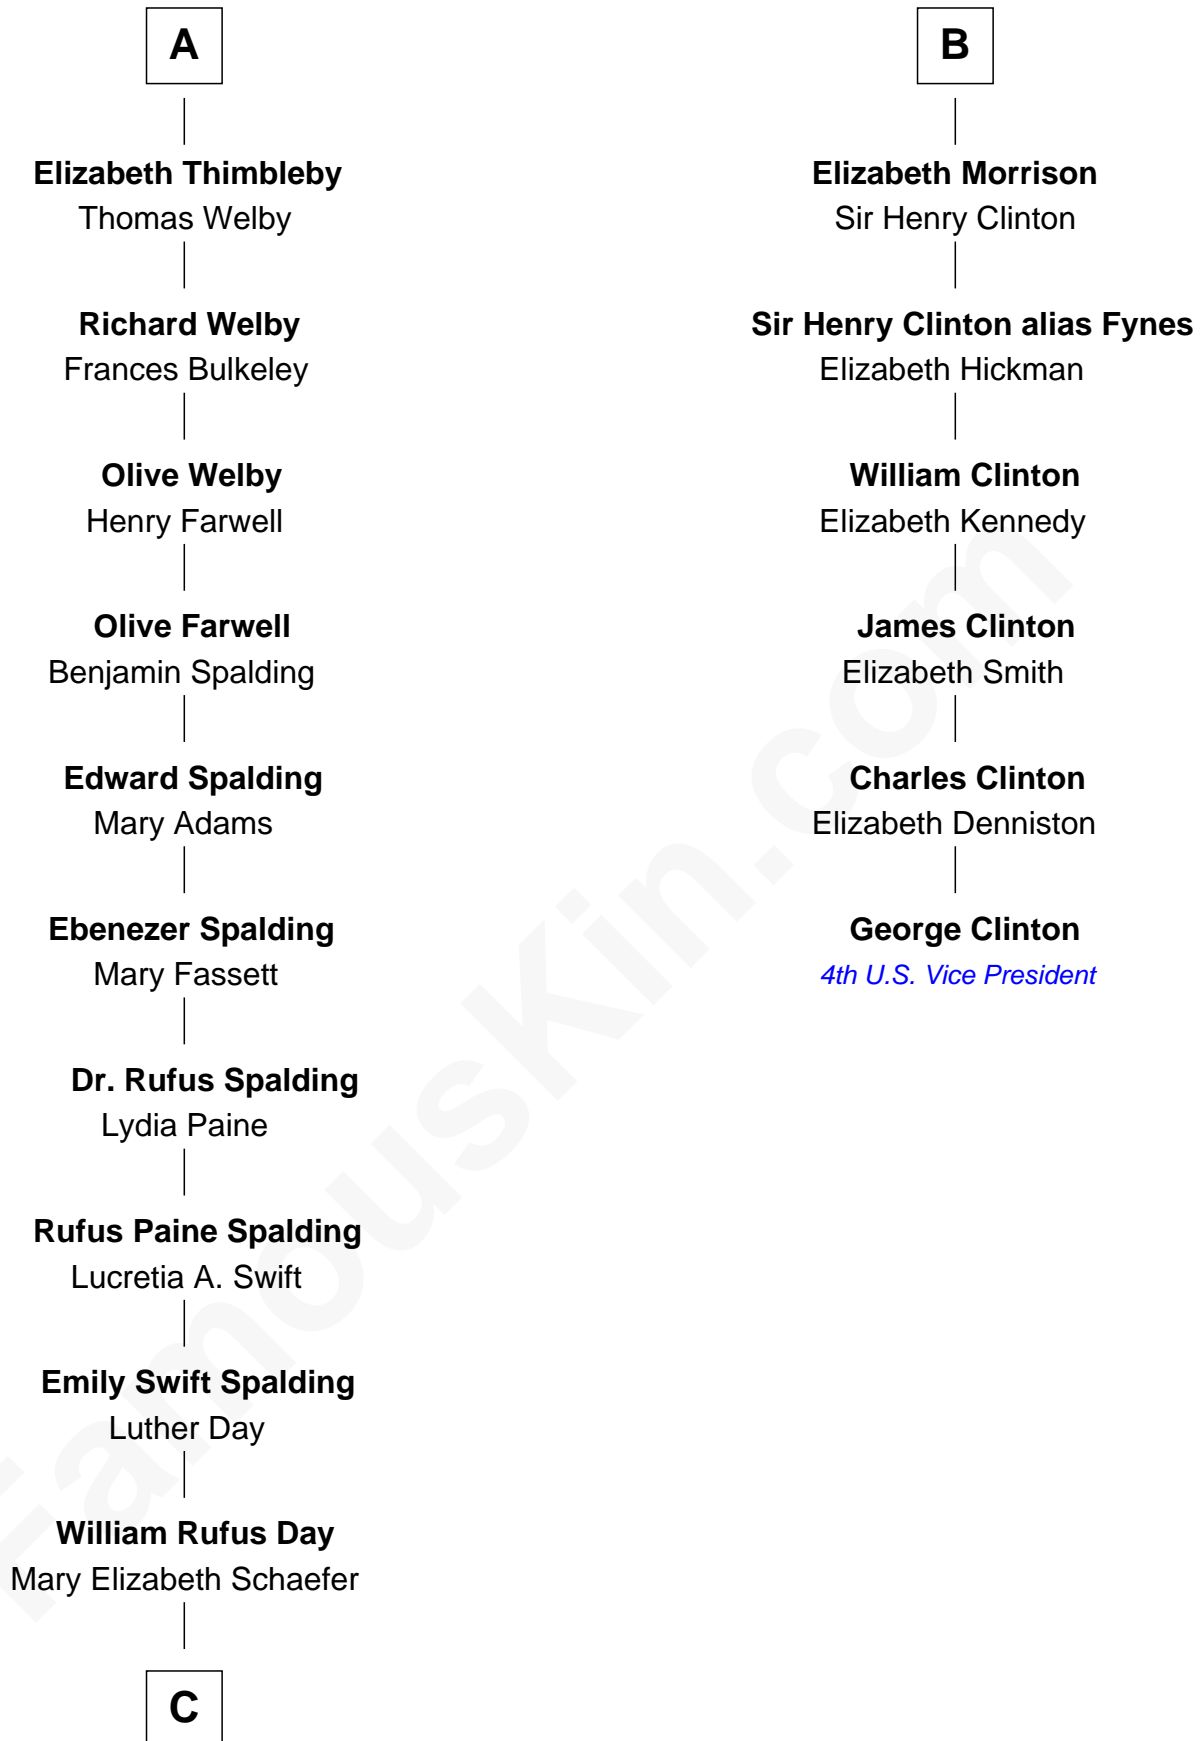 A
Elizabeth Thimbleby
Thomas Welby
Richard Welby
Frances Bulkeley
Olive Welby
Henry Farwell
Olive Farwell
Benjamin Spalding
Edward Spalding
Mary Adams
Ebenezer Spalding
Mary Fassett
Dr. Rufus Spalding
Lydia Paine
Rufus Paine Spalding
Lucretia A. Swift
Emily Swift Spalding
Luther Day
William Rufus Day
Mary Elizabeth Schaefer
C
B
Elizabeth Morrison
Sir Henry Clinton
Sir Henry Clinton alias Fynes
Elizabeth Hickman
William Clinton
Elizabeth Kennedy
James Clinton
Elizabeth Smith
Charles Clinton
Elizabeth Denniston
George Clinton
4th U.S. Vice President
FamousKin.com